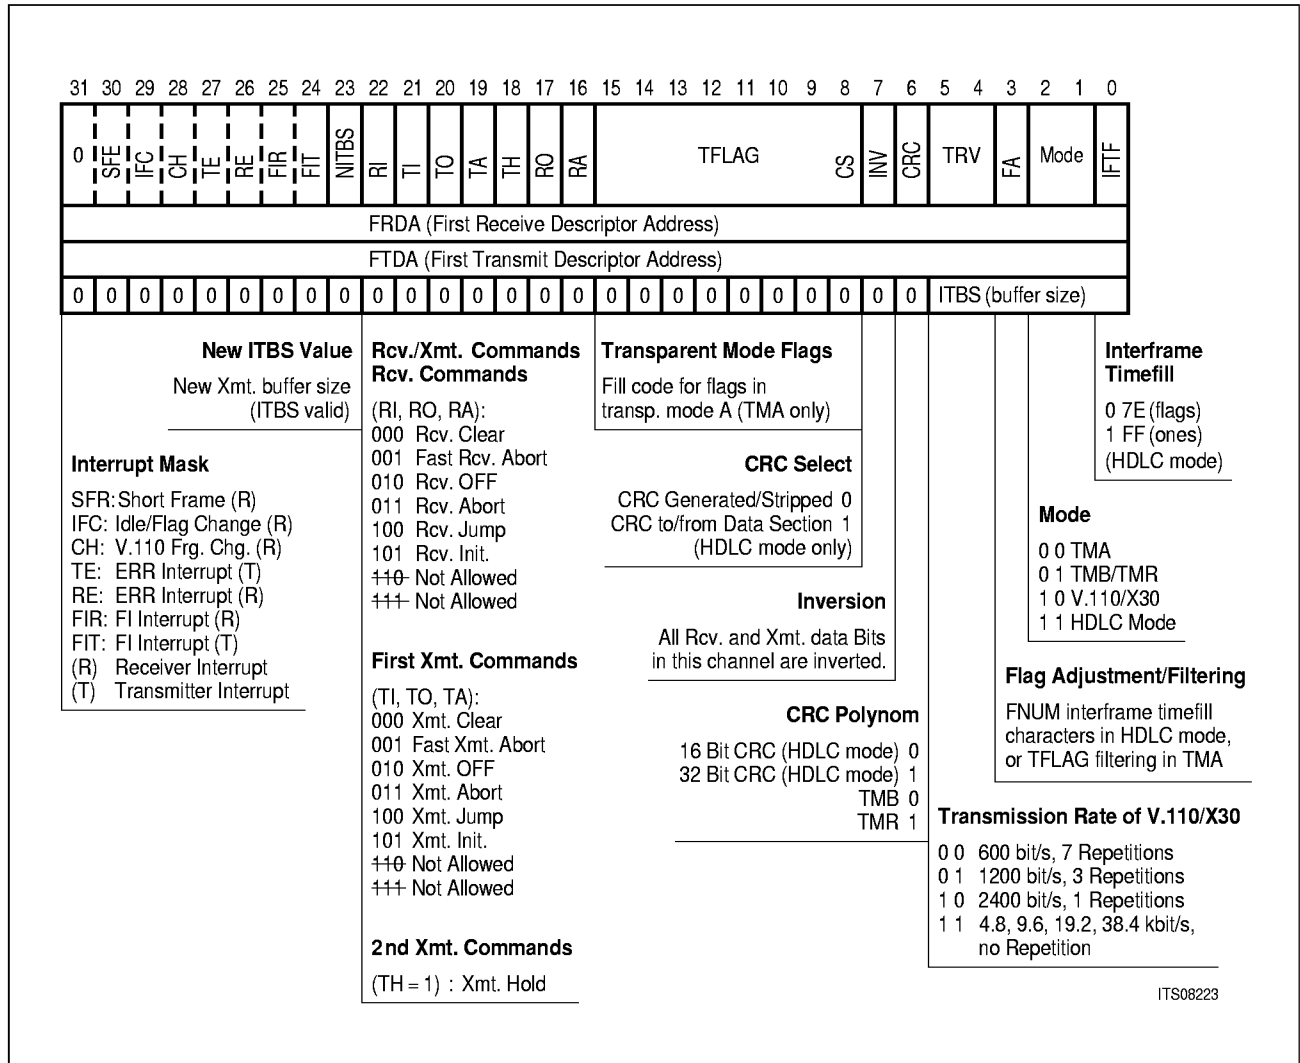 31 30 29 28 27 26 25 24 23 22 21 20 19 18 17 16 15 14 13 12 11 10 9 8 7 6 5 4 3 2 1 0
0 SFE IFC CH TE RE FIR FIT NITBS RI TI TO TA TH RO RA TFLAG CS INV CRC TRV FA Mode IFTF
FRDA (First Receive Descriptor Address)
FTDA (First Transmit Descriptor Address)
0 0 0 0 0 0 0 0 0 0 0 0 0 0 0 0 0 0 0 0 0 0 0 0 0 0 ITBS (buffer size)
New ITBS Value
New Xmt. buffer size
(ITBS valid)
Interrupt Mask
SFR: Short Frame (R)
IFC: Idle/Flag Change (R)
CH: V.110 Frg. Chg. (R)
TE: ERR Interrupt (T)
RE: ERR Interrupt (R)
FIR: FI Interrupt (R)
FIT: FI Interrupt (T)
(R) Receiver Interrupt
(T) Transmitter Interrupt
Rcv./Xmt. Commands
Rcv. Commands
(RI, RO, RA):
000 Rcv. Clear
001 Fast Rcv. Abort
010 Rcv. OFF
011 Rcv. Abort
100 Rcv. Jump
101 Rcv. Init.
110 Not Allowed
111 Not Allowed
First Xmt. Commands
(TI, TO, TA):
000 Xmt. Clear
001 Fast Xmt. Abort
010 Xmt. OFF
011 Xmt. Abort
100 Xmt. Jump
101 Xmt. Init.
110 Not Allowed
111 Not Allowed
2nd Xmt. Commands
(TH = 1) : Xmt. Hold
Transparent Mode Flags
Fill code for flags in
transp. mode A (TMA only)
CRC Select
CRC Generated/Stripped 0
CRC to/from Data Section 1
(HDLC mode only)
Inversion
All Rcv. and Xmt. data Bits
in this channel are inverted.
CRC Polynom
16 Bit CRC (HDLC mode) 0
32 Bit CRC (HDLC mode) 1
TMB 0
TMR 1
Interframe
Timefill
0 7E (flags)
1 FF (ones)
(HDLC mode)
Mode
0 0 TMA
0 1 TMB/TMR
1 0 V.110/X30
1 1 HDLC Mode
Flag Adjustment/Filtering
FNUM interframe timefill
characters in HDLC mode,
or TFLAG filtering in TMA
Transmission Rate of V.110/X30
0 0 600 bit/s, 7 Repetitions
0 1 1200 bit/s, 3 Repetitions
1 0 2400 bit/s, 1 Repetitions
1 1 4.8, 9.6, 19.2, 38.4 kbit/s,
no Repetition
ITS08223